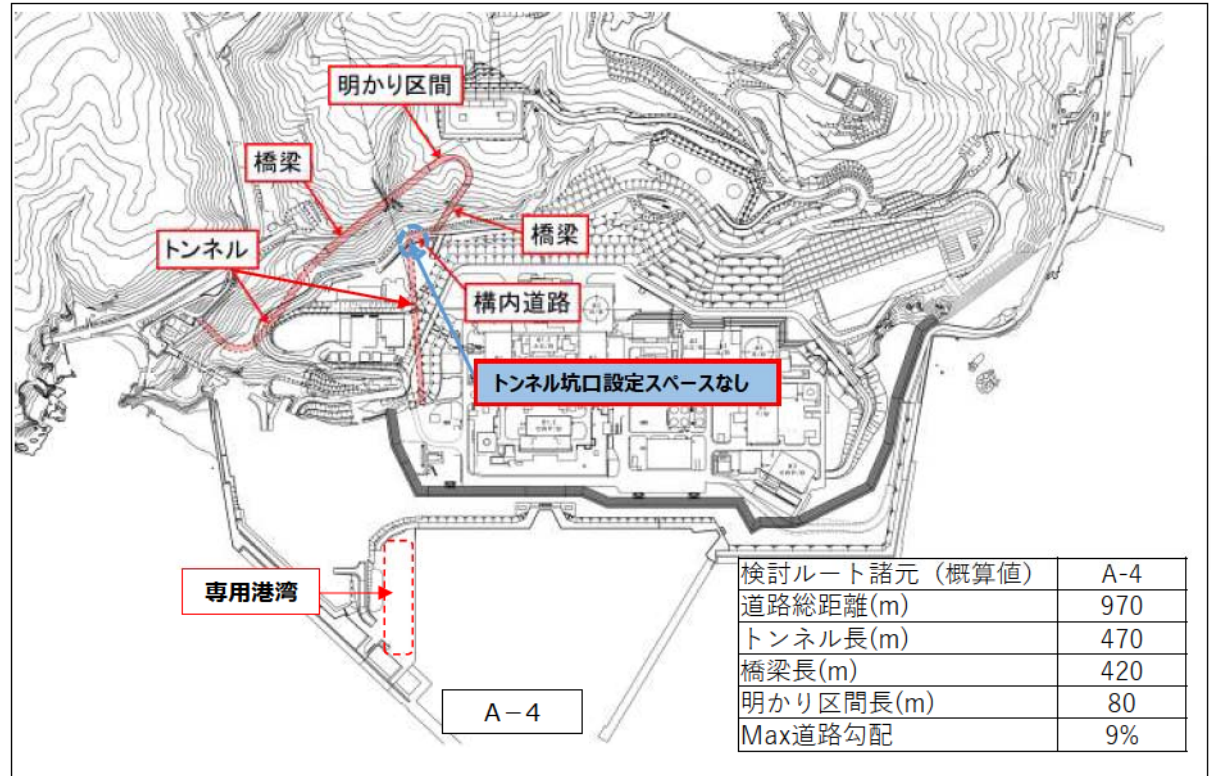 明かり区間
橋梁
トンネル
橋梁
構内道路
トンネル坑口設定スペースなし
専用港湾
A－4
検討ルート諸元（概算値） A-4
道路総距離(m) 970
トンネル長(m) 470
橋梁長(m) 420
明かり区間長(m) 80
Max道路勾配 9%